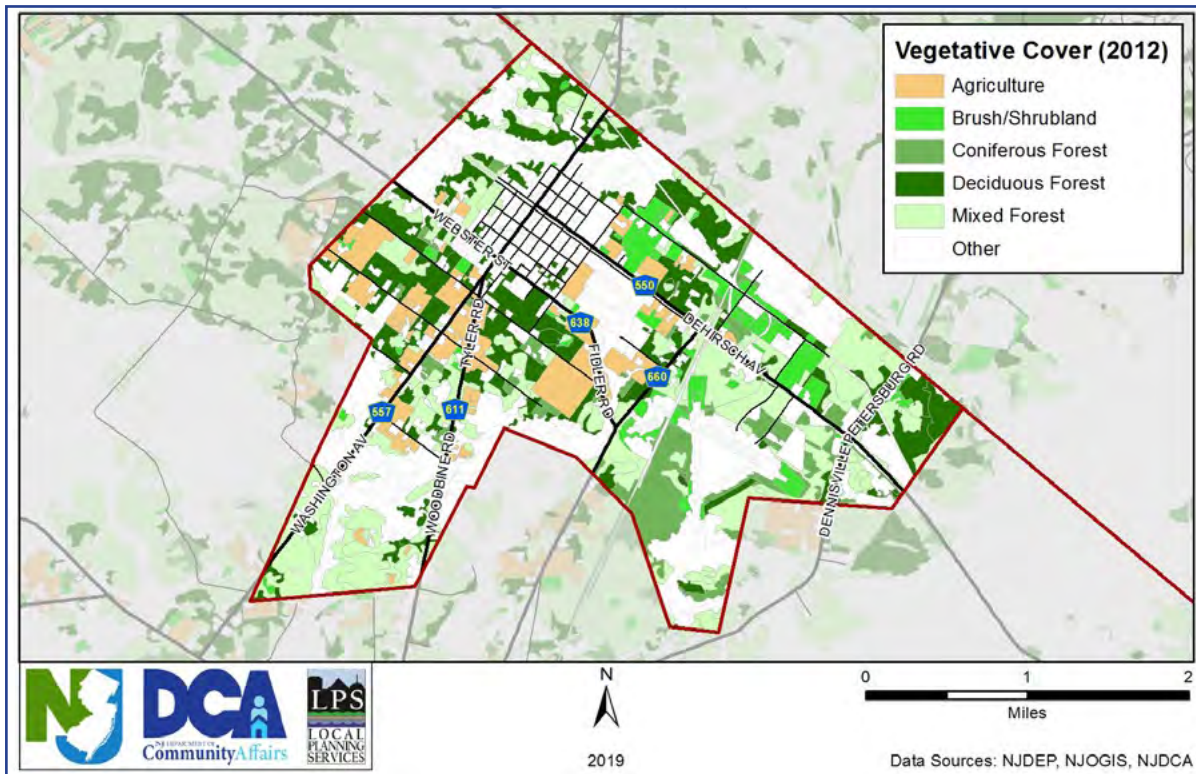 Vegetative Cover (2012)
Agriculture
Brush/Shrubland
Coniferous Forest
Deciduous Forest
Mixed Forest
Other
WEBSTER ST
550
638
DEHIRSCH AV
TYLER RD
FIDLER RD
660
557
611
DENNISVILLE PETERSBURG RD
WASHINGTON AV
WOODBINE RD
NJ
DCA
NJ DEPARTMENT OF
Community Affairs
LPS
LOCAL
PLANNING
SERVICES
N
2019
0 1 2
Miles
Data Sources: NJDEP, NJOGIS, NJDCA